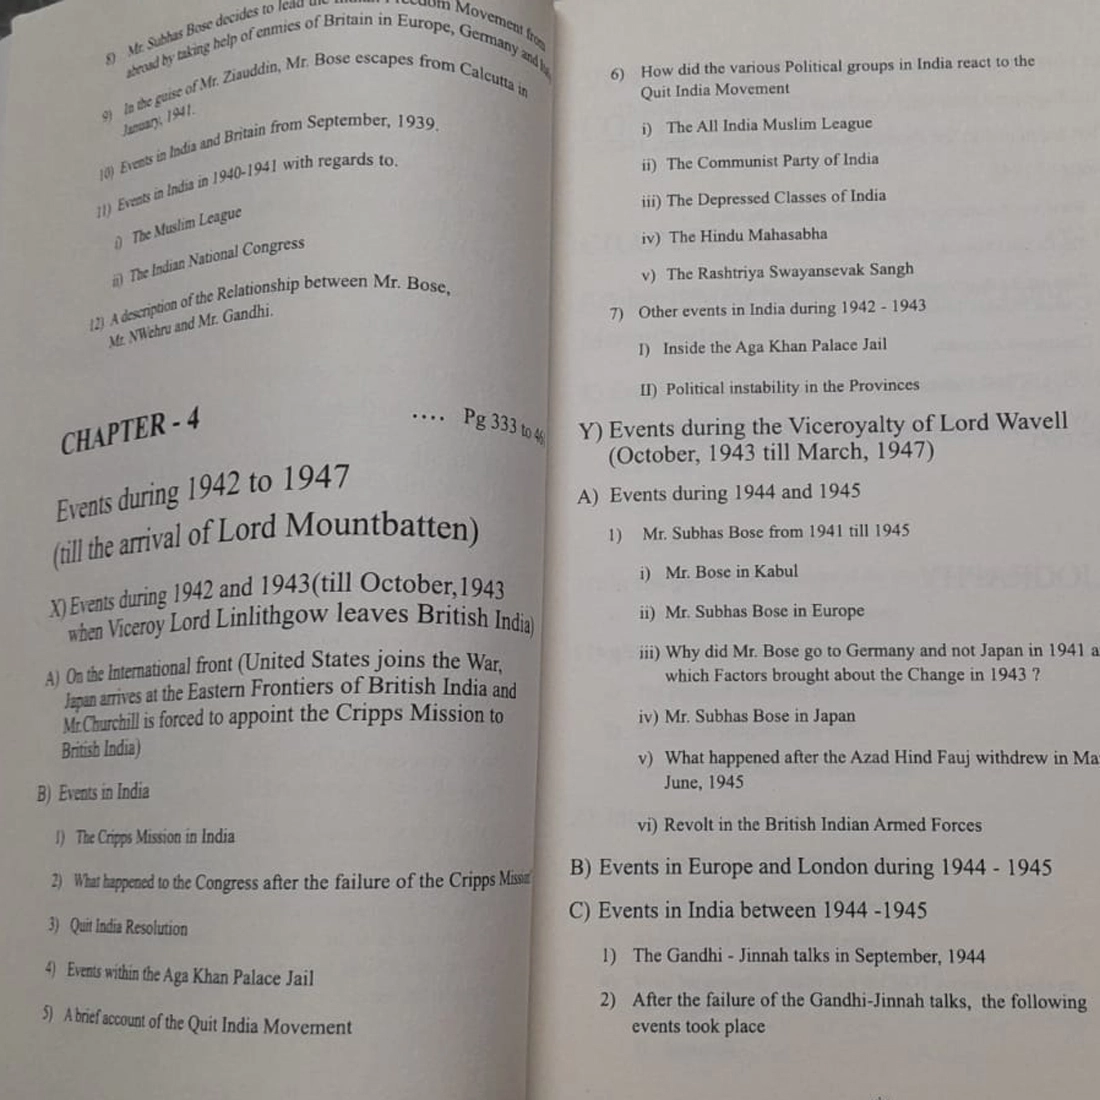 8) Mr. Subhas Bose decides to lead the Freedom Movement from
abroad by taking help of enmies of Britain in Europe, Germany and
9) In the guise of Mr. Ziauddin, Mr. Bose escapes from Calcutta in
January, 1941.
10) Events in India and Britain from September, 1939.
11) Events in India in 1940-1941 with regards to.
i) The Muslim League
ii) The Indian National Congress
12) A description of the Relationship between Mr. Bose,
Mr. NWehru and Mr. Gandhi.
CHAPTER - 4 .... Pg 333 to 46
Events during 1942 to 1947
(till the arrival of Lord Mountbatten)
X) Events during 1942 and 1943(till October,1943
when Viceroy Lord Linlithgow leaves British India)
A) On the International front (United States joins the War,
Japan arrives at the Eastern Frontiers of British India and
Mr.Churchill is forced to appoint the Cripps Mission to
British India)
B) Events in India
1) The Cripps Mission in India
2) What happened to the Congress after the failure of the Cripps
3) Quit India Resolution
4) Events within the Aga Khan Palace Jail
5) A brief account of the Quit India Movement
6) How did the various Political groups in India react to the
Quit India Movement
i) The All India Muslim League
ii) The Communist Party of India
iii) The Depressed Classes of India
iv) The Hindu Mahasabha
v) The Rashtriya Swayansevak Sangh
7) Other events in India during 1942 - 1943
I) Inside the Aga Khan Palace Jail
II) Political instability in the Provinces
Y) Events during the Viceroyalty of Lord Wavell
(October, 1943 till March, 1947)
A) Events during 1944 and 1945
1) Mr. Subhas Bose from 1941 till 1945
i) Mr. Bose in Kabul
ii) Mr. Subhas Bose in Europe
iii) Why did Mr. Bose go to Germany and not Japan in 1941 a
which Factors brought about the Change in 1943 ?
iv) Mr. Subhas Bose in Japan
v) What happened after the Azad Hind Fauj withdrew in Ma
June, 1945
vi) Revolt in the British Indian Armed Forces
B) Events in Europe and London during 1944 - 1945
C) Events in India between 1944 -1945
1) The Gandhi - Jinnah talks in September, 1944
2) After the failure of the Gandhi-Jinnah talks, the following
events took place